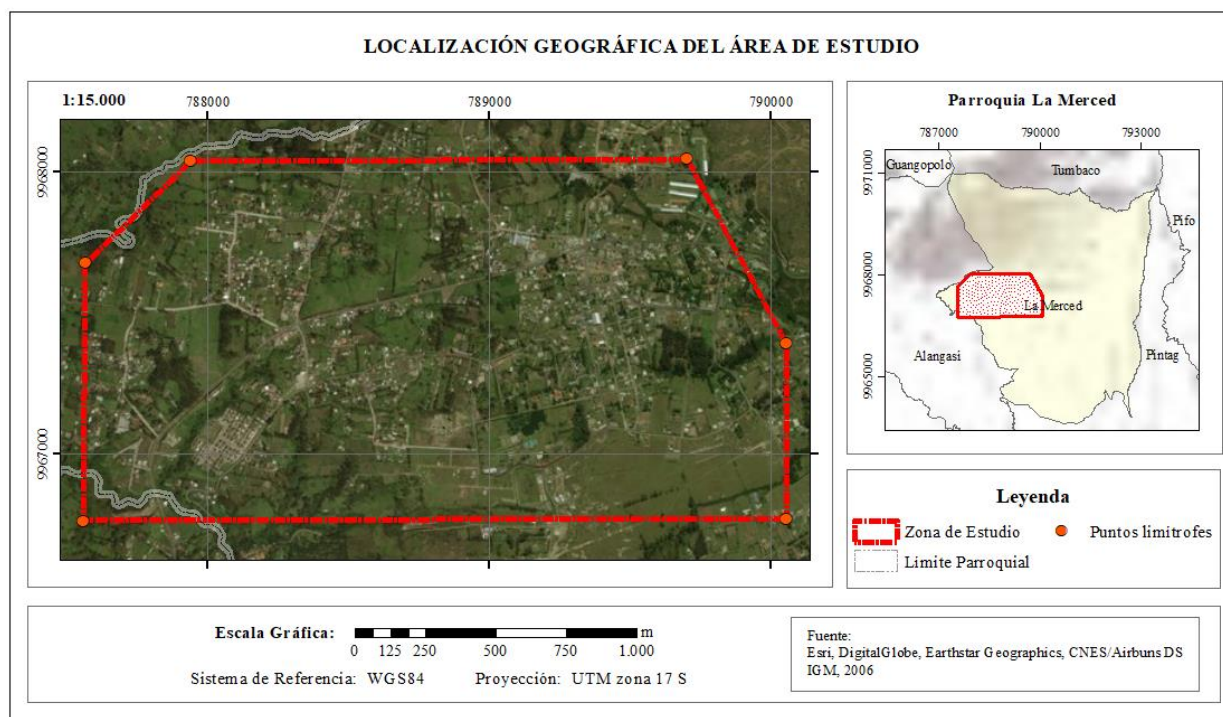 LOCALIZACIÓN GEOGRÁFICA DEL ÁREA DE ESTUDIO
1:15.000
788000 789000 790000
9968000
9967000
Parroquia La Merced
787000 790000 793000
9971000
9968000
9965000
Guangopolo
Tumbaco
Pifo
La Merced
Alangasi
Pintag
Leyenda
Zona de Estudio
Puntos limitrofes
Limite Parroquial
Escala Gráfica:
m
0 125 250 500 750 1.000
Sistema de Referencia: WGS84 Proyección: UTM zona 17 S
Fuente:
Esri, DigitalGlobe, Earthstar Geographics, CNES/Airbuns DS
IGM, 2006